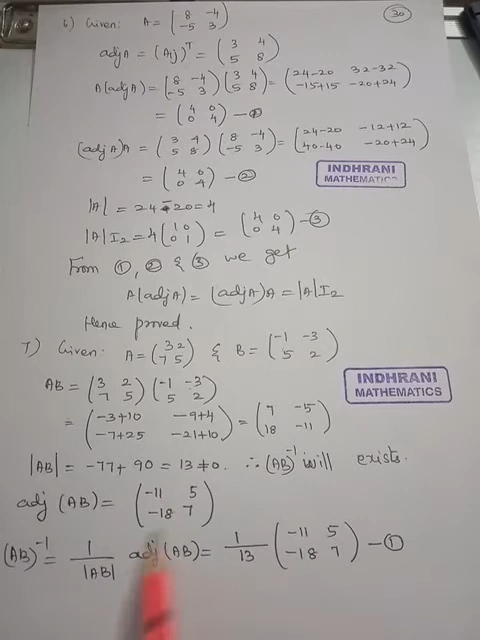 30
6) Given: A = (8 -4
-5 3)
adj A = (Aij)ᵀ = (3 4
5 8)
A(adj A) = (8 -4
-5 3) (3 4
5 8) = (24-20 32-32
-15+15 -20+24)
= (4 0
0 4) — ①
(adj A)A = (3 4
5 8) (8 -4
-5 3) = (24-20 -12+12
40-40 -20+24)
= (4 0
0 4) — ②
INDHRANI
MATHEMATICS
|A| = 24-20 = 4
|A| I₂ = 4 (1 0
0 1) = (4 0
0 4) — ③
From ①, ② & ③ we get
A(adj A) = (adj A)A = |A| I₂
Hence proved.
7) Given: A = (3 2
7 5) & B = (-1 -3
5 2)
AB = (3 2
7 5) (-1 -3
5 2)
INDHRANI
MATHEMATICS
= (-3+10 -9+4
-7+25 -21+10) = (7 -5
18 -11)
|AB| = -77+90 = 13 ≠ 0. ∴ (AB)⁻¹ will exists.
adj (AB) = (-11 5
-18 7)
(AB)⁻¹ = 1/|AB| adj (AB) = 1/13 (-11 5
-18 7) — ①